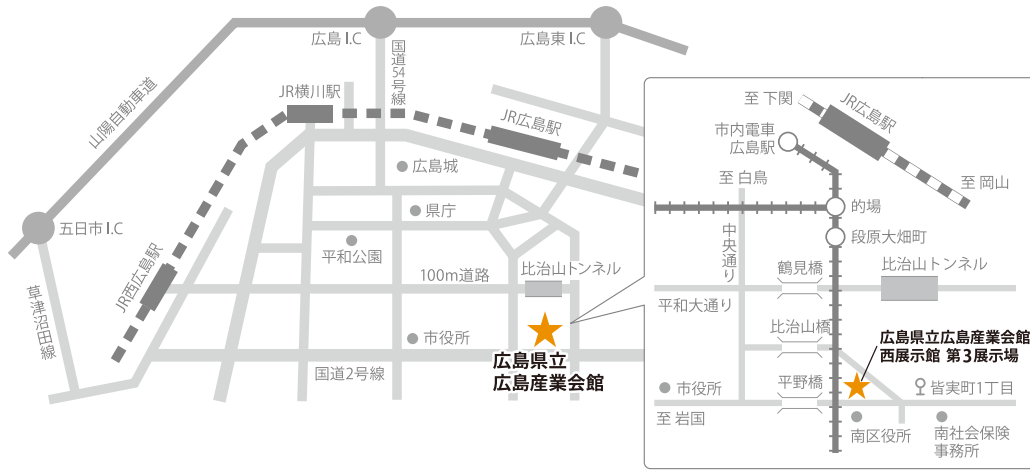 広島 I.C
広島東 I.C
国道54号線
山陽自動車道
JR横川駅
JR広島駅
広島城
県庁
五日市 I.C
平和公園
JR西広島駅
100m道路
比治山トンネル
草津沼田線
市役所
国道2号線
広島県立
広島産業会館
至 下関
JR広島駅
市内電車
広島駅
至 白島
至 岡山
的場
段原大畑町
中央通り
鶴見橋
比治山トンネル
平和大通り
比治山橋
広島県立広島産業会館
西展示館 第3展示場
市役所
平野橋
皆実町1丁目
至 岩国
南区役所
南社会保険
事務所